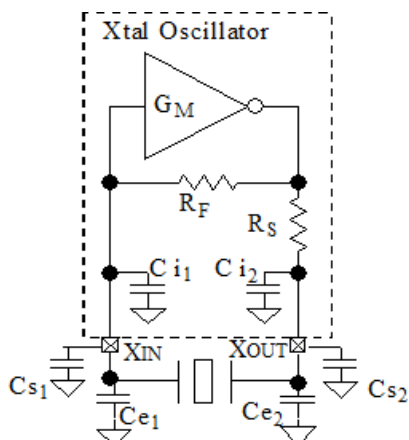 Xtal Oscillator
GM
RF
RS
Ci1 Ci2
XIN XOUT
Cs1 Cs2
Ce1 Ce2